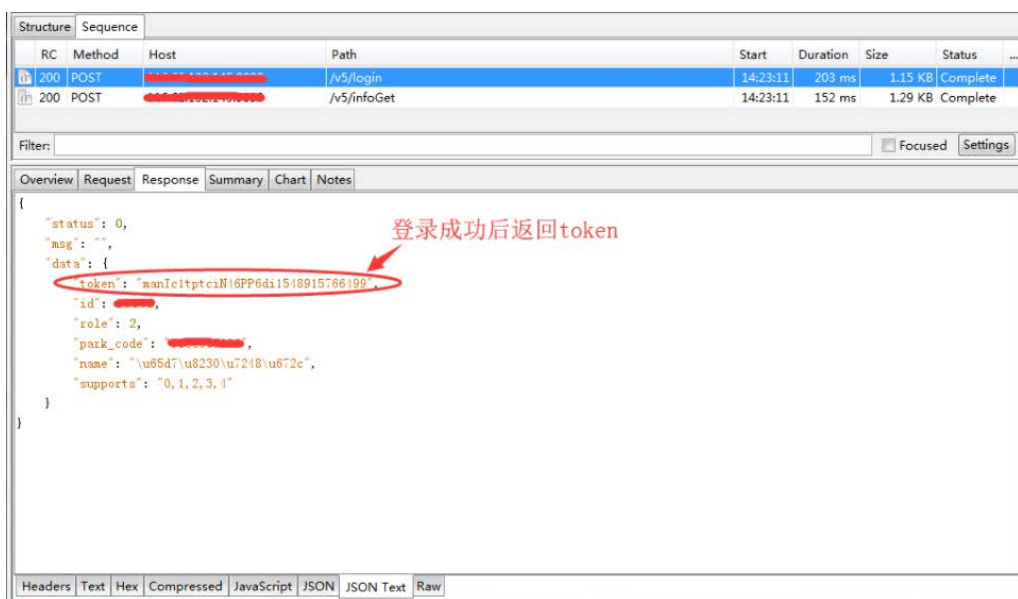 Structure Sequence
RC Method Host Path Start Duration Size Status ...
200 POST /v5/login 14:23:11 203 ms 1.15 KB Complete
200 POST /v5/infoGet 14:23:11 152 ms 1.29 KB Complete
Filter: Focused Settings
Overview Request Response Summary Chart Notes
{
"status": 0,
"msg": "",
登录成功后返回token
"data": {
"token":
"id": ,
"role": 2,
"park_code": " ",
"name": "\u65d7\u8230\u7248\u672c",
"supports": "0,1,2,3,4"
}
}
Headers Text Hex Compressed JavaScript JSON JSON Text Raw